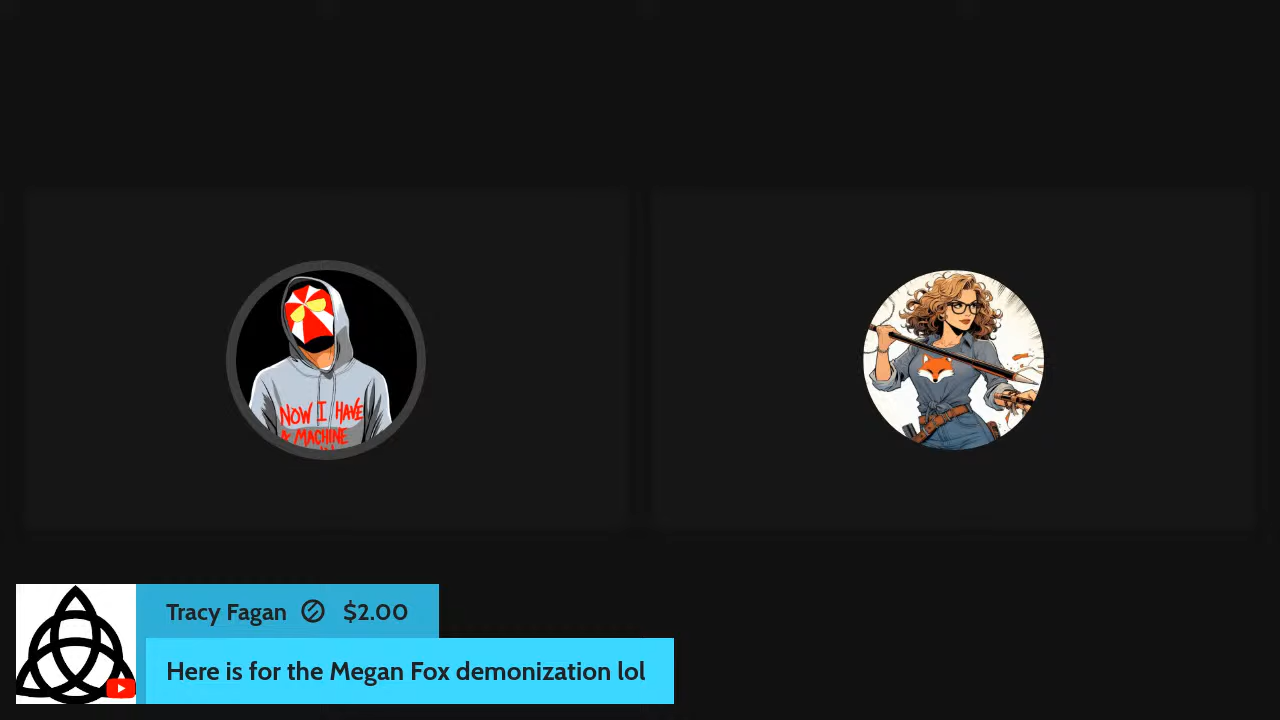 NOW I HAVE
A MACHINE
Tracy Fagan $2.00
Here is for the Megan Fox demonization lol